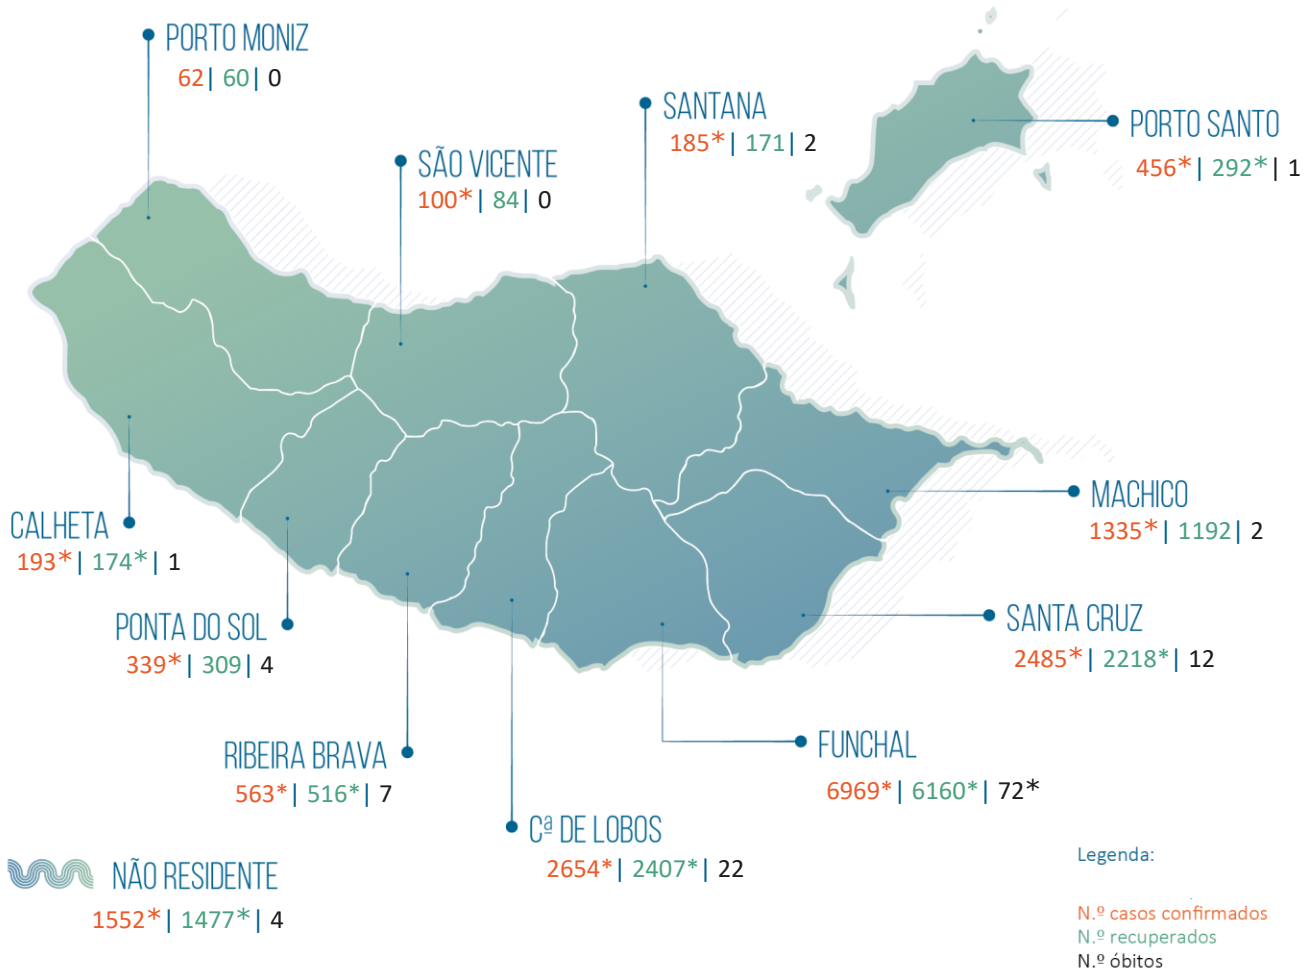 PORTO MONIZ
62| 60| 0
SANTANA
185*| 171| 2
PORTO SANTO
456*| 292*| 1
SÃO VICENTE
100*| 84| 0
CALHETA
193*| 174*| 1
MACHICO
1335*| 1192| 2
PONTA DO SOL
339*| 309| 4
SANTA CRUZ
2485*| 2218*| 12
RIBEIRA BRAVA
563*| 516*| 7
FUNCHAL
6969*| 6160*| 72*
Cª DE LOBOS
2654*| 2407*| 22
NÃO RESIDENTE
1552*| 1477*| 4
Legenda:
N.º casos confirmados
N.º recuperados
N.º óbitos